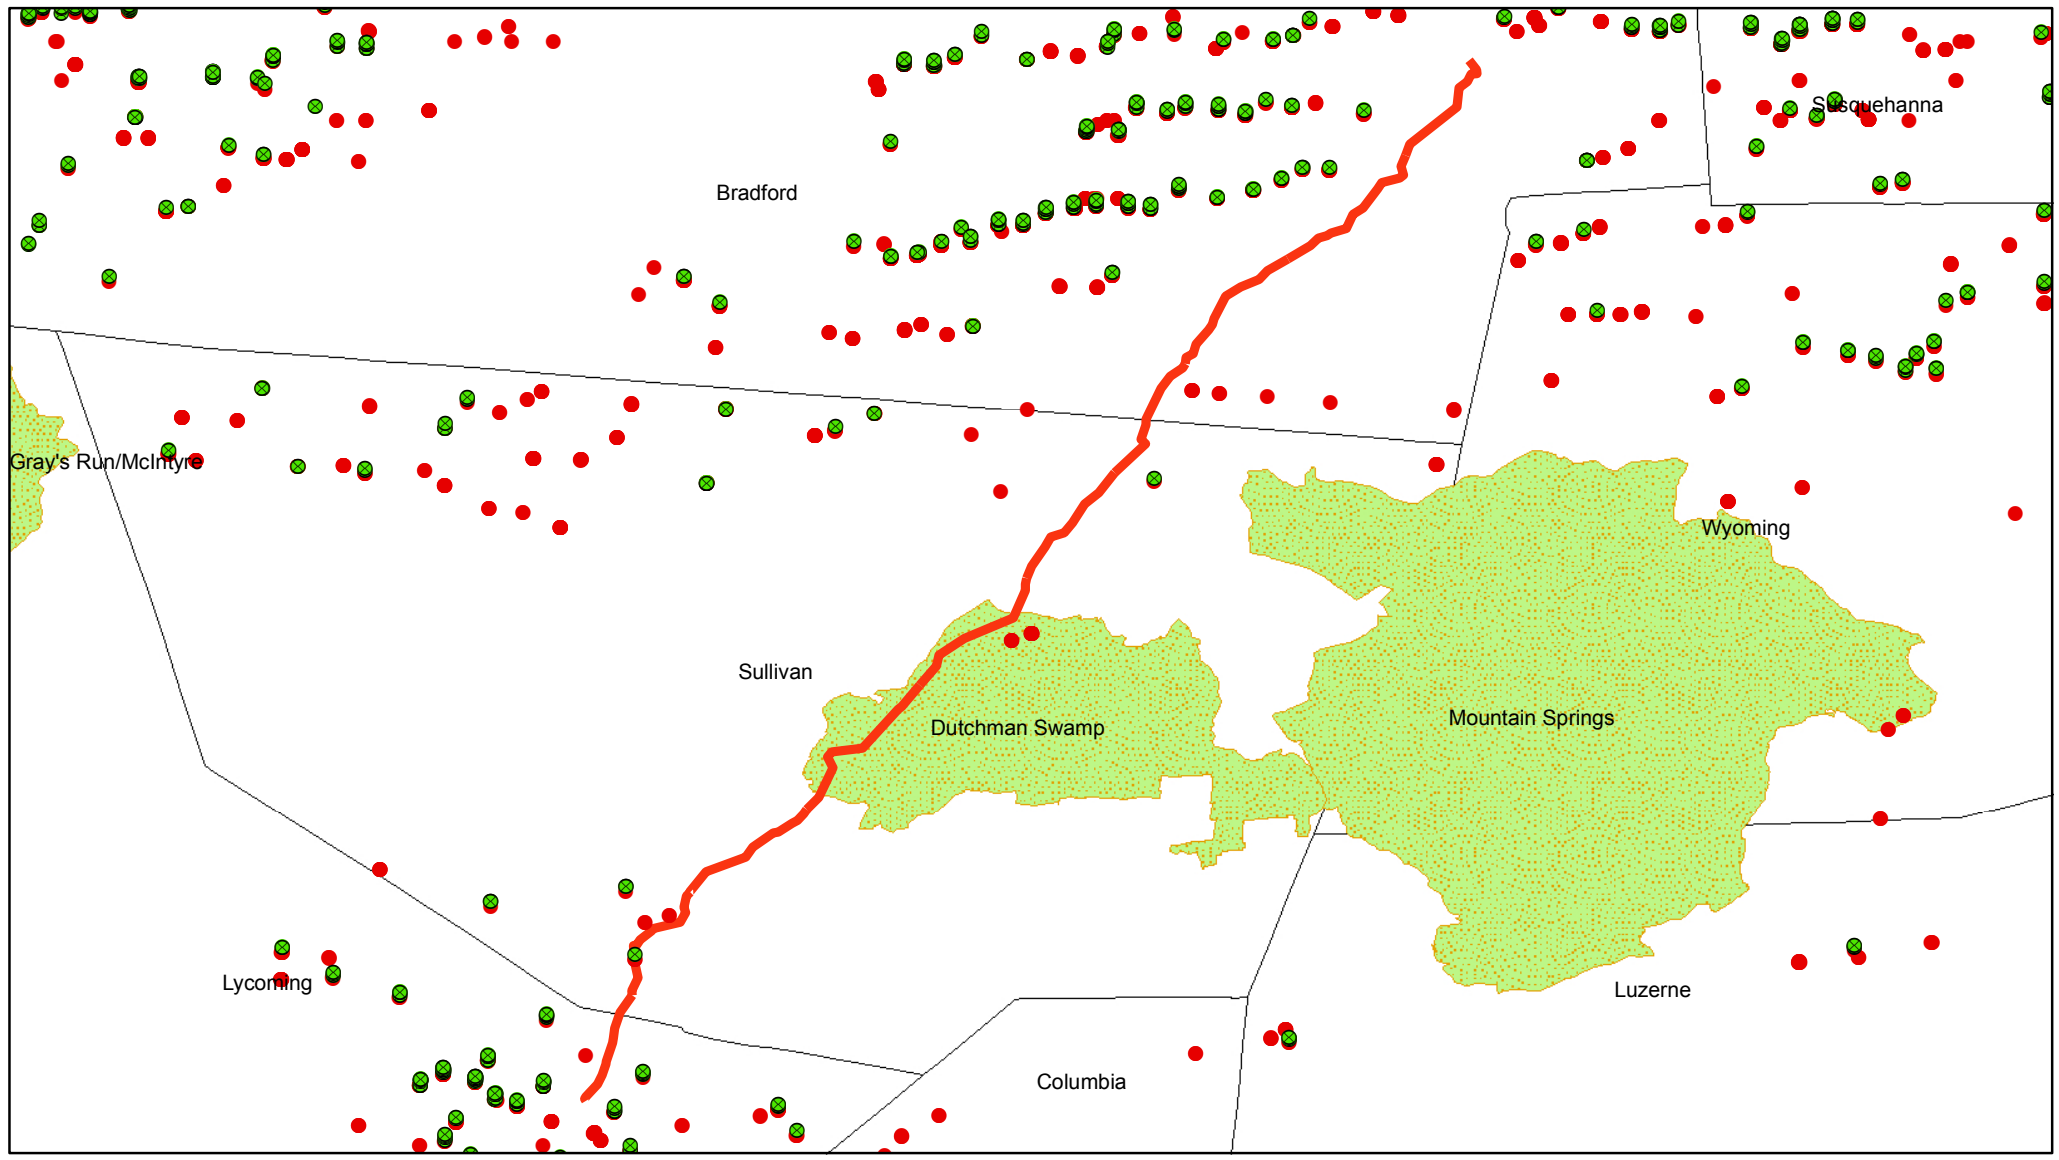 Susquehanna
Bradford
Gray's Run/McIntyre
Wyoming
Sullivan
Dutchman Swamp
Mountain Springs
Lycoming
Luzerne
Columbia